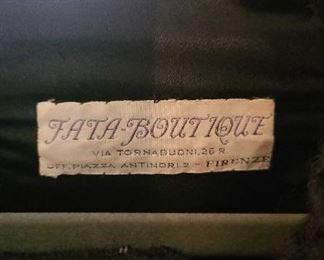 FATA-BOUTIQUE
VIA TORNABUONI, 26 R
UFF. PIAZZA ANTINORI, 2 - FIRENZE